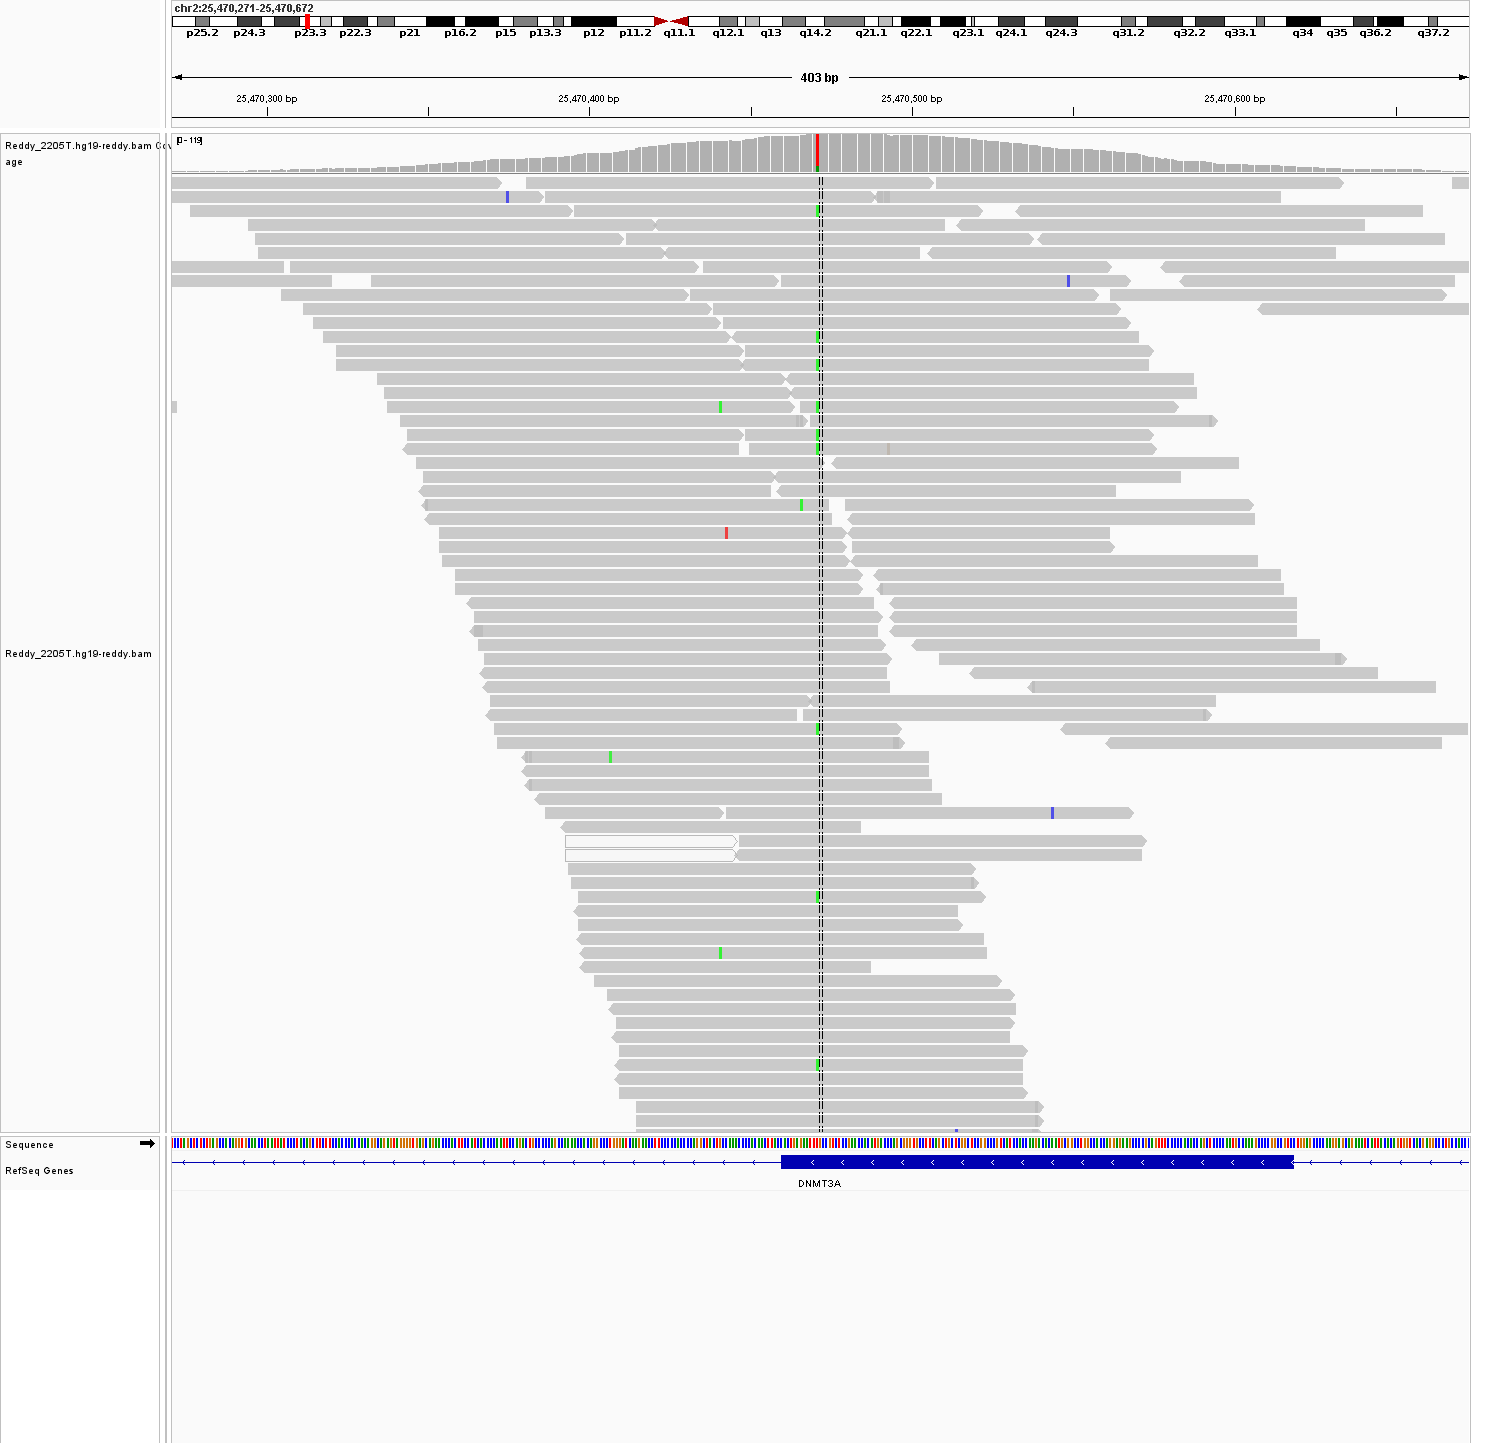 chr2:25,470,271-25,470,672
p25.2 p24.3 p23.3 p22.3 p21 p16.2 p15 p13.3 p12 p11.2 q11.1 q12.1 q13 q14.2 q21.1 q22.1 q23.1 q24.1 q24.3 q31.2 q32.2 q33.1 q34 q35 q36.2 q37.2
403 bp
25,470,300 bp 25,470,400 bp 25,470,500 bp 25,470,600 bp
[0 - 119]
Reddy_2205T.hg19-reddy.bam Cov
age
Reddy_2205T.hg19-reddy.bam
Sequence
RefSeq Genes
DNMT3A